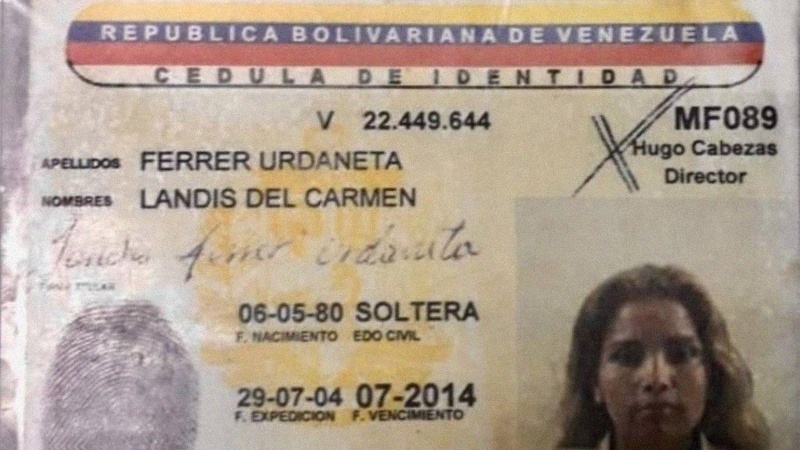 REPUBLICA BOLIVARIANA DE VENEZUELA
CEDULA DE IDENTIDAD
V 22.449.644
MF089
Hugo Cabezas
Director
APELLIDOS FERRER URDANETA
NOMBRES LANDIS DEL CARMEN
Landis ferrer urdaneta
TITULAR
06-05-80 SOLTERA
F. NACIMIENTO EDO CIVIL
29-07-04 07-2014
F. EXPEDICION F. VENCIMIENTO